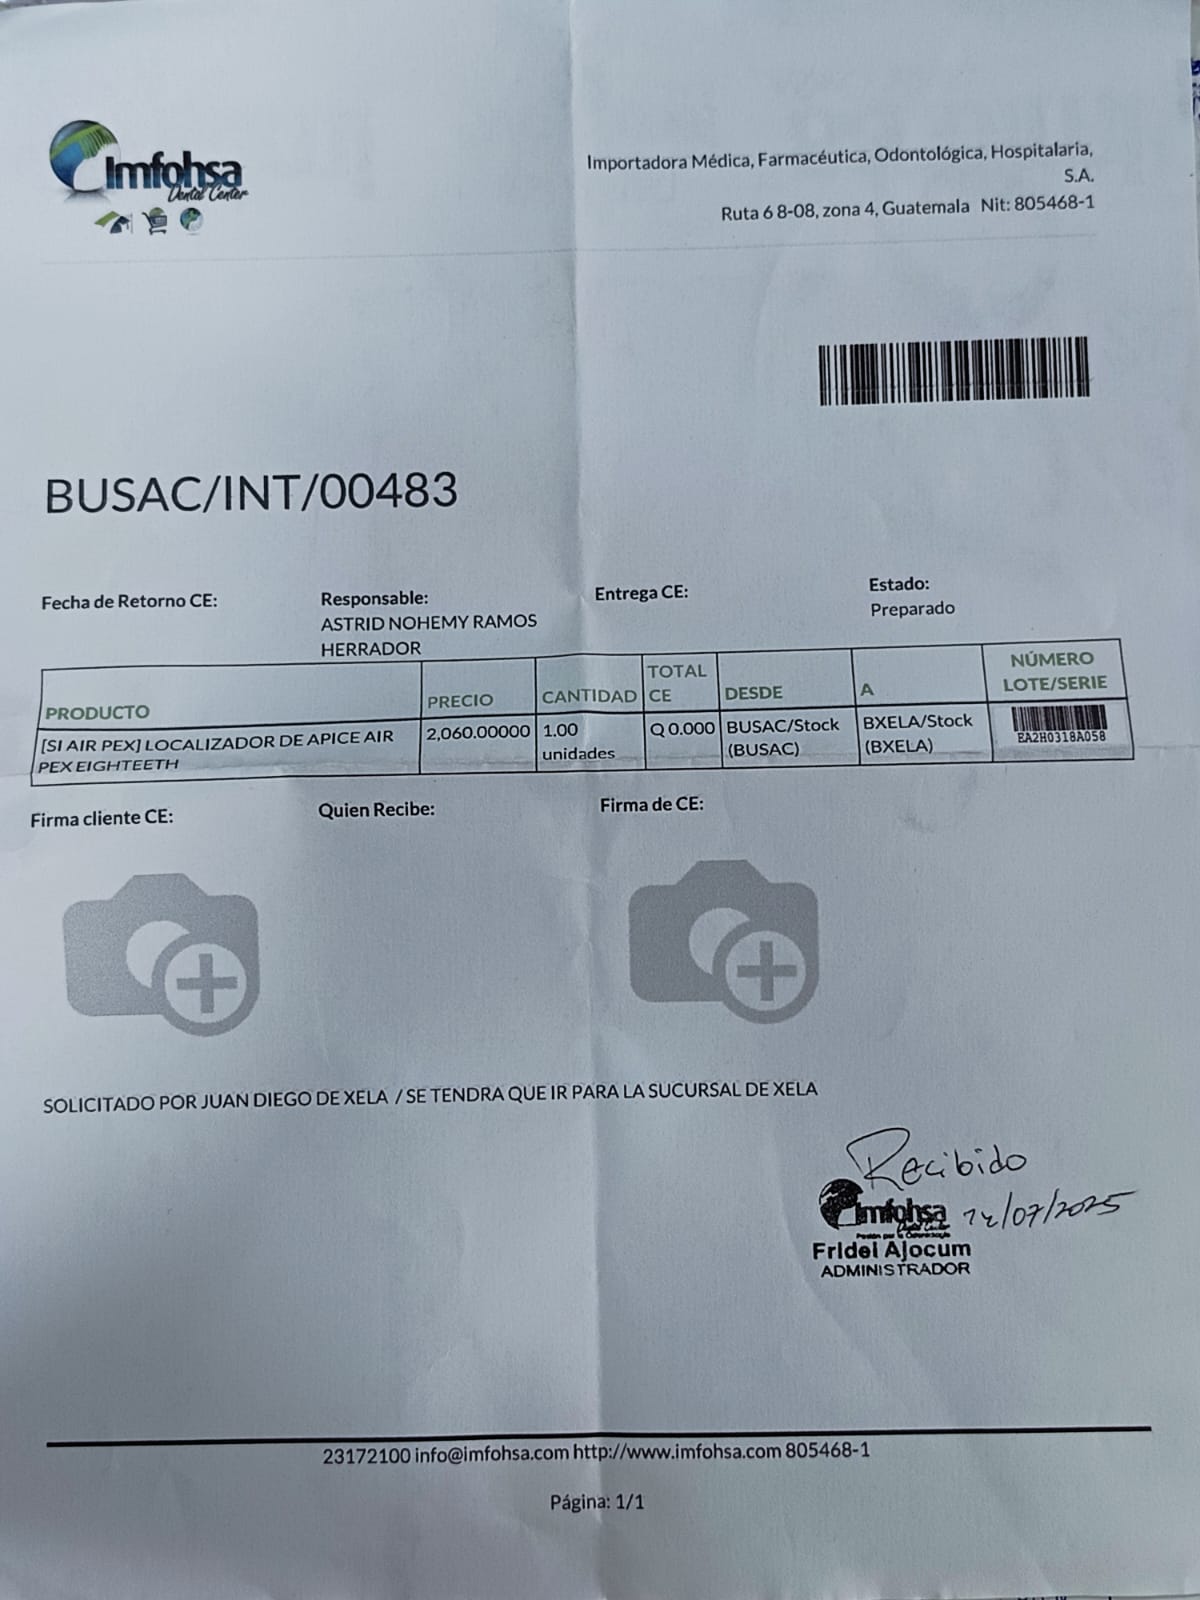 Imfohsa
Dental Center
Importadora Médica, Farmacéutica, Odontológica, Hospitalaria,
S.A.
Ruta 6 8-08, zona 4, Guatemala Nit: 805468-1
BUSAC/INT/00483
Fecha de Retorno CE:
Responsable:
ASTRID NOHEMY RAMOS
HERRADOR
Entrega CE:
Estado:
Preparado
PRODUCTO PRECIO CANTIDAD TOTAL CE DESDE A NÚMERO LOTE/SERIE
[SI AIR PEX] LOCALIZADOR DE APICE AIR PEX EIGHTEETH 2,060.00000 1.00 unidades Q 0.000 BUSAC/Stock (BUSAC) BXELA/Stock (BXELA) EA2H0318A058
Firma cliente CE:
Quien Recibe:
Firma de CE:
SOLICITADO POR JUAN DIEGO DE XELA / SE TENDRA QUE IR PARA LA SUCURSAL DE XELA
Recibido
Imfohsa
/07/2025
Fridel Ajocum
ADMINISTRADOR
23172100 info@imfohsa.com http://www.imfohsa.com 805468-1
Página: 1/1